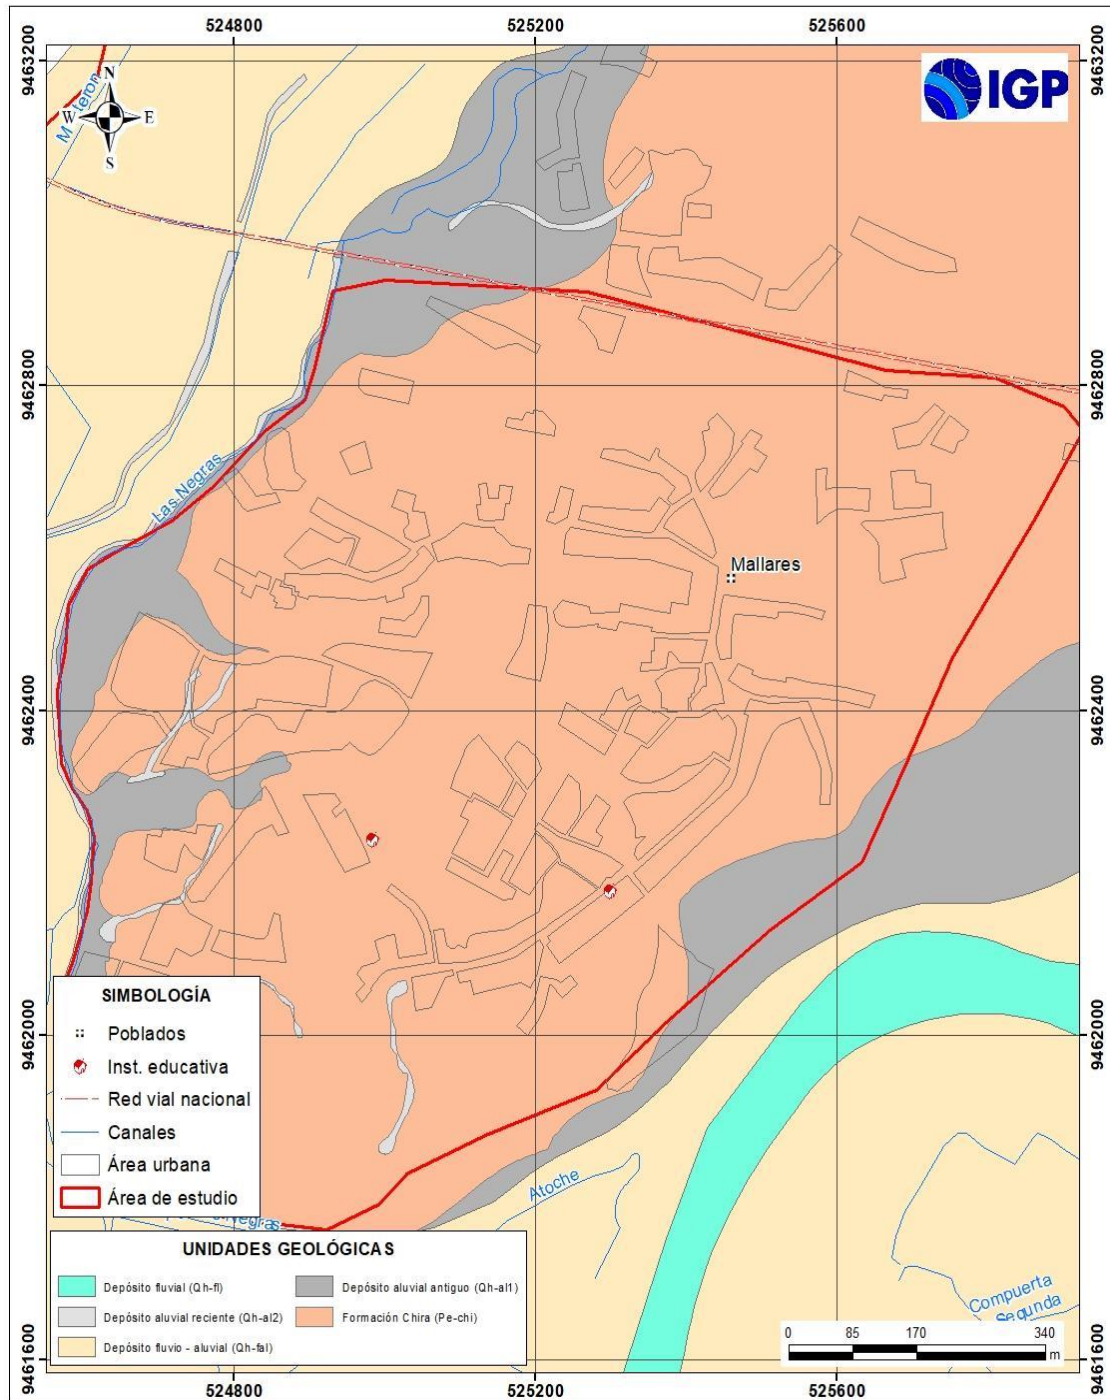 524800 525200 525600
9463200 9463200
IGP
N
W E
S
9462800 9462800
Las Negras
Mallares
9462400 9462400
9462000 9462000
SIMBOLOGÍA
Poblados
Inst. educativa
Red vial nacional
Canales
Área urbana
Área de estudio
Negras
Atoche
UNIDADES GEOLÓGICAS
Depósito fluvial (Qh-fl)
Depósito aluvial antiguo (Qh-al1)
Depósito aluvial reciente (Qh-al2)
Formación Chira (Pe-chi)
Depósito fluvio - aluvial (Qh-fal)
Compuerta
Segunda
0 85 170 340
m
9461600 9461600
524800 525200 525600